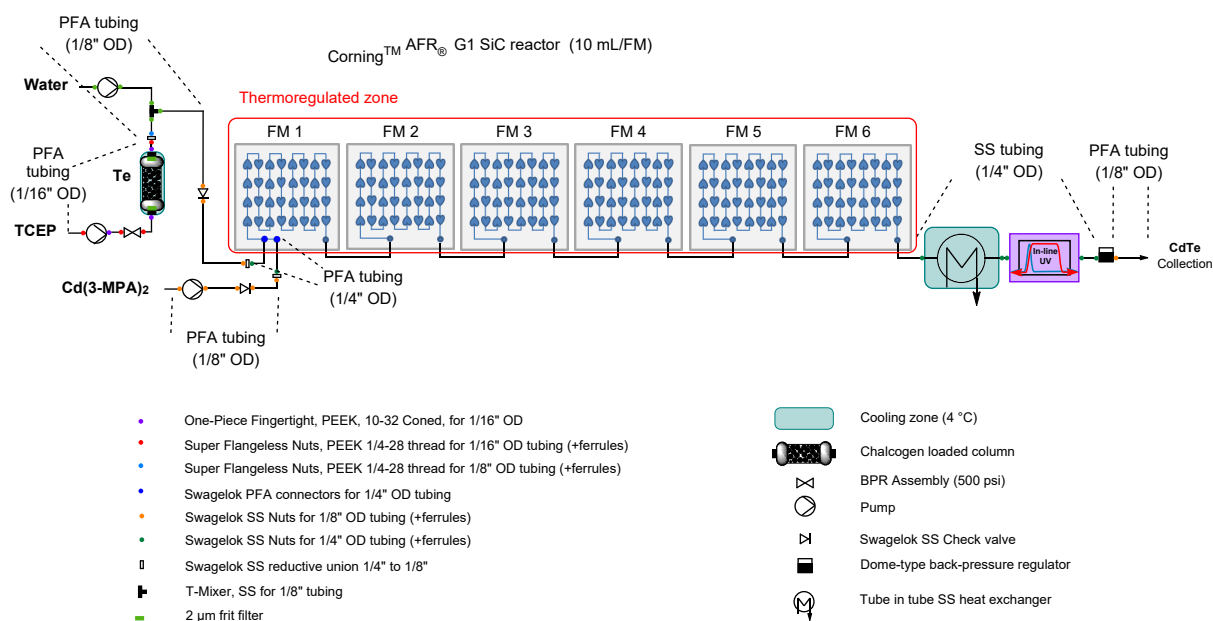 PFA tubing
(1/8" OD)
Corning™ AFR® G1 SiC reactor (10 mL/FM)
Water
Thermoregulated zone
FM 1
FM 2
FM 3
FM 4
FM 5
FM 6
PFA
tubing
(1/16" OD)
Te
TCEP
SS tubing
(1/4" OD)
PFA tubing
(1/8" OD)
In-line
UV
CdTe
Collection
PFA tubing
(1/4" OD)
Cd(3-MPA)₂
PFA tubing
(1/8" OD)
One-Piece Fingertight, PEEK, 10-32 Coned, for 1/16" OD
Super Flangeless Nuts, PEEK 1/4-28 thread for 1/16" OD tubing (+ferrules)
Super Flangeless Nuts, PEEK 1/4-28 thread for 1/8" OD tubing (+ferrules)
Swagelok PFA connectors for 1/4" OD tubing
Swagelok SS Nuts for 1/8" OD tubing (+ferrules)
Swagelok SS Nuts for 1/4" OD tubing (+ferrules)
Swagelok SS reductive union 1/4" to 1/8"
T-Mixer, SS for 1/8" tubing
2 µm frit filter
Cooling zone (4 °C)
Chalcogen loaded column
BPR Assembly (500 psi)
Pump
Swagelok SS Check valve
Dome-type back-pressure regulator
Tube in tube SS heat exchanger